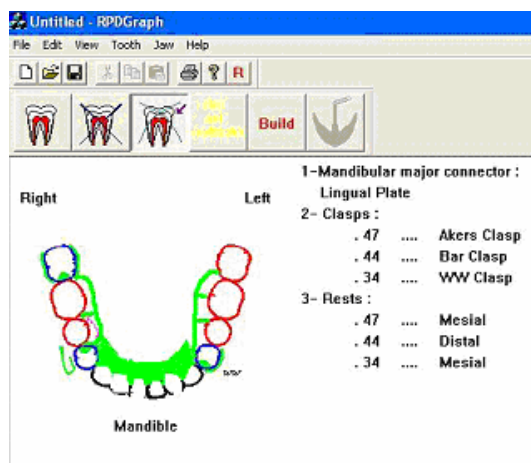 Untitled - RPDGraph
File Edit View Tooth Jaw Help
R
Build
Right
Left
Mandible
1-Mandibular major connector :
Lingual Plate
2- Clasps :
. 47 .... Akers Clasp
. 44 .... Bar Clasp
. 34 .... WW Clasp
3- Rests :
. 47 .... Mesial
. 44 .... Distal
. 34 .... Mesial